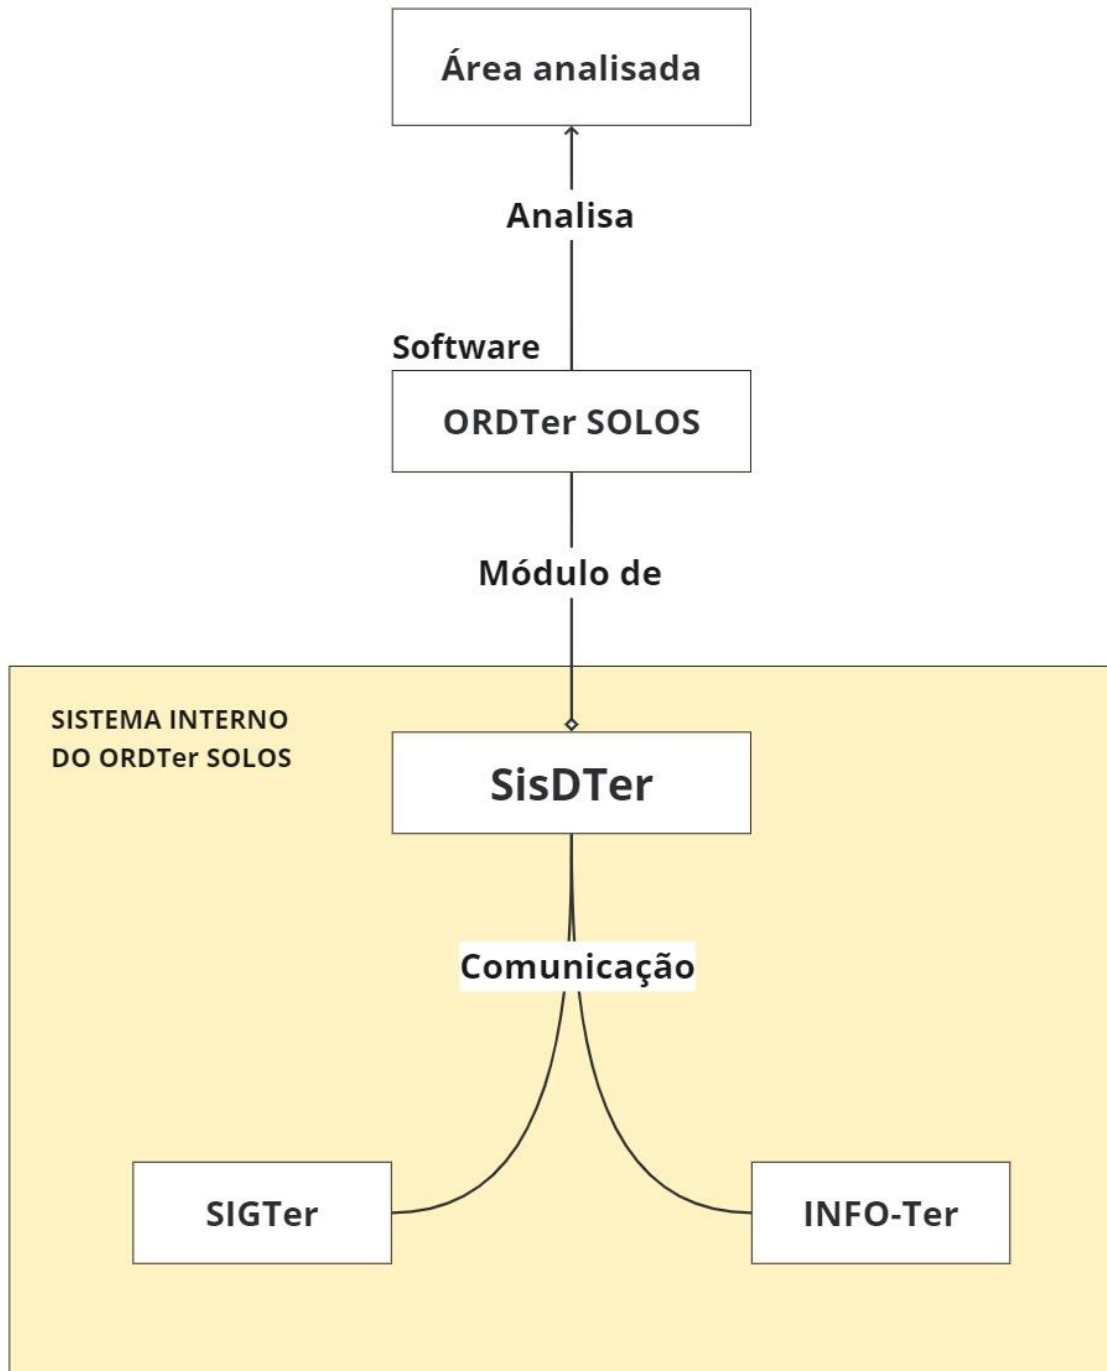 Área analisada
Analisa
Software
ORDTer SOLOS
Módulo de
SISTEMA INTERNO
DO ORDTer SOLOS
SisDTer
Comunicação
SIGTer
INFO-Ter